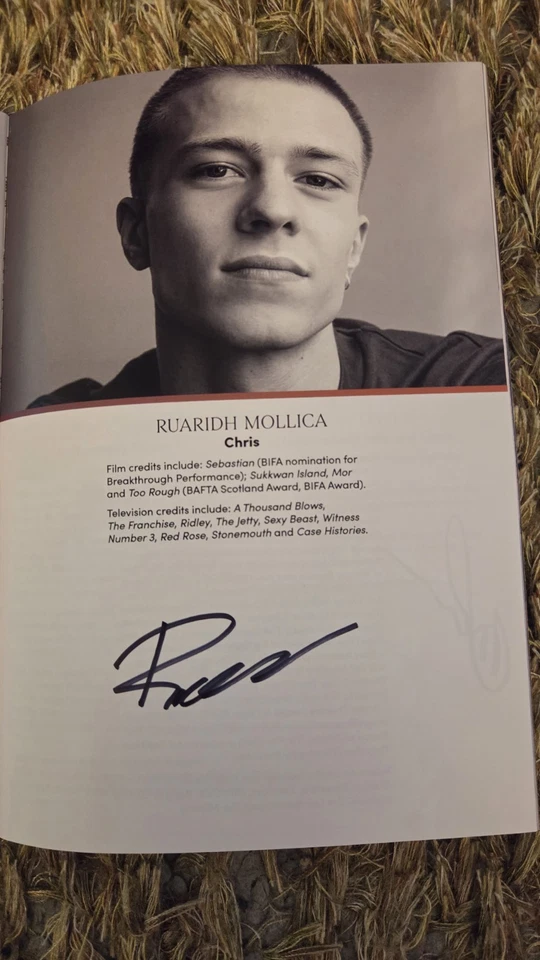 RUARIDH MOLLICA
Chris
Film credits include: Sebastian (BIFA nomination for
Breakthrough Performance); Sukkwan Island, Mor
and Too Rough (BAFTA Scotland Award, BIFA Award).
Television credits include: A Thousand Blows,
The Franchise, Ridley, The Jetty, Sexy Beast, Witness
Number 3, Red Rose, Stonemouth and Case Histories.